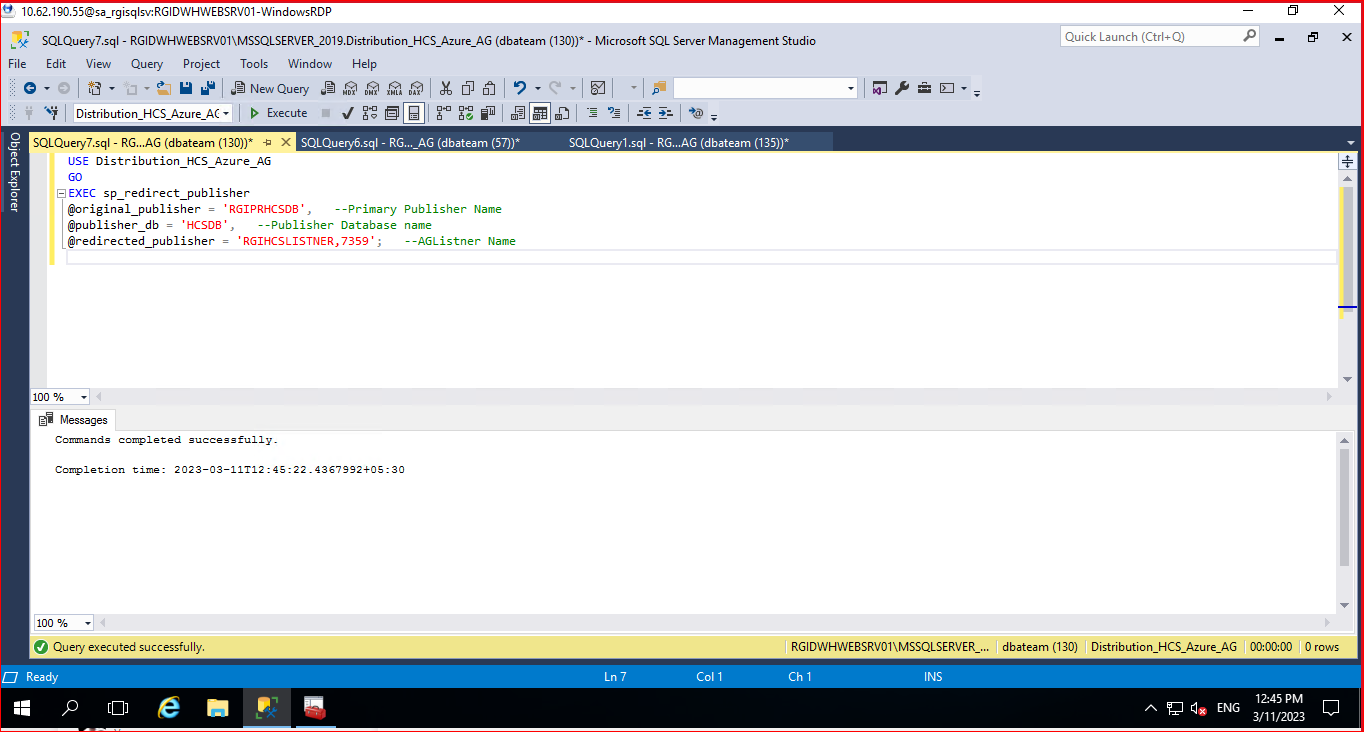 10.62.190.55@sa_rgisqlsv:RGIDWHWEBSRV01-WindowsRDP
SQLQuery7.sql - RGIDWHWEBSRV01\MSSQLSERVER_2019.Distribution_HCS_Azure_AG (dbateam (130))* - Microsoft SQL Server Management Studio
Quick Launch (Ctrl+Q)
File Edit View Query Project Tools Window Help
New Query MDX DMX XMLA DAX
Distribution_HCS_Azure_AG Execute
Object Explorer
SQLQuery7.sql - RG...AG (dbateam (130))* SQLQuery6.sql - RG..._AG (dbateam (57))* SQLQuery1.sql - RG...AG (dbateam (135))*
USE Distribution_HCS_Azure_AG
GO
EXEC sp_redirect_publisher
@original_publisher = 'RGIPRHCSDB', --Primary Publisher Name
@publisher_db = 'HCSDB', --Publisher Database name
@redirected_publisher = 'RGIHCSLISTNER,7359'; --AGListner Name
100 %
Messages
Commands completed successfully.
Completion time: 2023-03-11T12:45:22.4367992+05:30
100 %
Query executed successfully. RGIDWHWEBSRV01\MSSQLSERVER_... dbateam (130) Distribution_HCS_Azure_AG 00:00:00 0 rows
Ready Ln 7 Col 1 Ch 1 INS
ENG 12:45 PM
3/11/2023